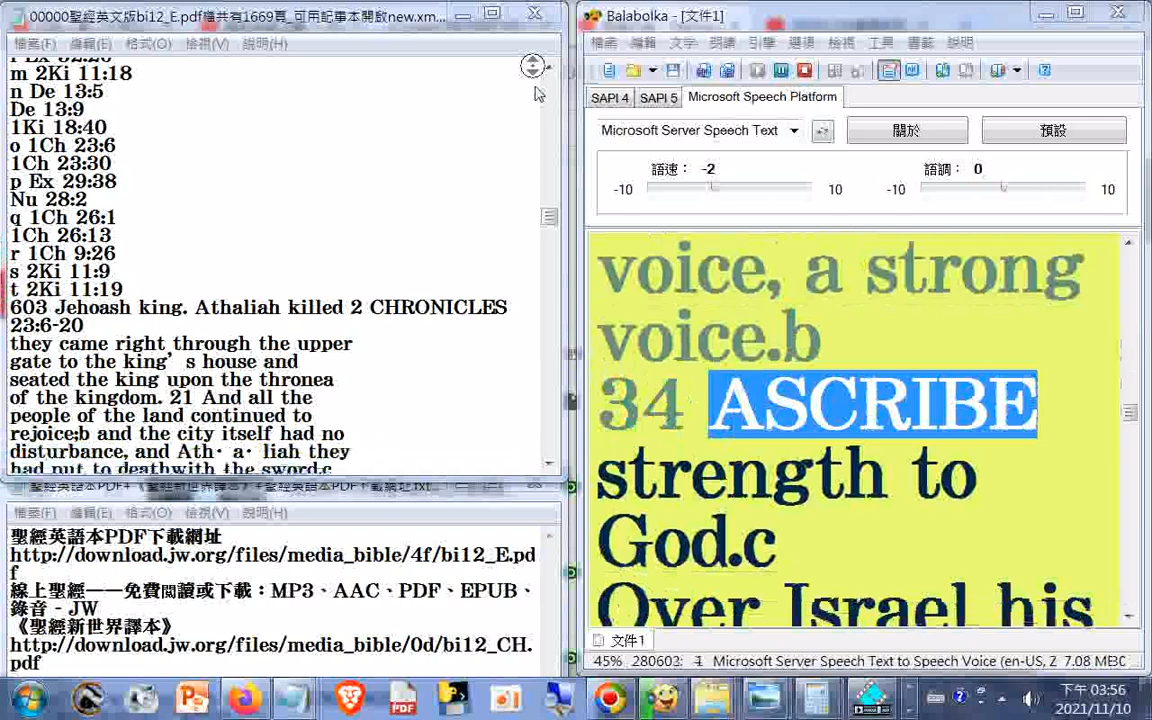 00000聖經英文版bi12_E.pdf檔共有1669頁_可用記事本開啟new.xm...
檔案(F) 編輯(E) 格式(O) 檢視(V) 說明(H)
m 2Ki 11:18
n De 13:5
De 13:9
1Ki 18:40
o 1Ch 23:6
1Ch 23:30
p Ex 29:38
Nu 28:2
q 1Ch 26:1
1Ch 26:13
r 1Ch 9:26
s 2Ki 11:9
t 2Ki 11:19
603 Jehoash king. Athaliah killed 2 CHRONICLES
23:6-20
they came right through the upper
gate to the king’s house and
seated the king upon the thronea
of the kingdom. 21 And all the
people of the land continued to
rejoice;b and the city itself had no
disturbance, and Ath·a·liah they
had put to deathwith the sword.c
檔案(F) 編輯(E) 格式(O) 檢視(V) 說明(H)
聖經英語本PDF下載網址
http://download.jw.org/files/media_bible/4f/bi12_E.pd
f
線上聖經——免費閱讀或下載：MP3、AAC、PDF、EPUB、
錄音 - JW
《聖經新世界譯本》
http://download.jw.org/files/media_bible/0d/bi12_CH.
pdf
Balabolka - [文件1]
檔案 編輯 文字 朗讀 引擎 選項 檢視 工具 書籤 說明
SAPI 4 SAPI 5 Microsoft Speech Platform
Microsoft Server Speech Text 關於 預設
語速： -2 語調： 0
-10 10 -10 10
voice, a strong
voice.b
34 ASCRIBE
strength to
God.c
Over Israel his
文件1
45% 280603: Microsoft Server Speech Text to Speech Voice (en-US, Z 7.08 MB
PDF
下午 03:56
2021/11/10